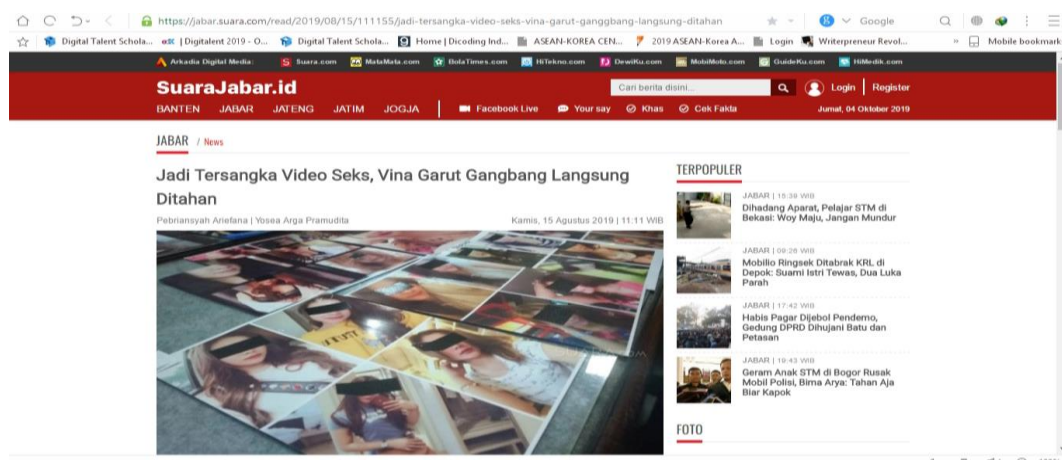 https://jabar.suara.com/read/2019/08/15/111155/jadi-tersangka-video-seks-vina-garut-ganggbang-langsung-ditahan
Google
Digital Talent Schola...
| Digitalent 2019 - O...
Digital Talent Schola...
Home | Dicoding Ind...
ASEAN-KOREA CEN...
2019 ASEAN-Korea A...
Login
Writerpreneur Revol...
Mobile bookmark
Arkadia Digital Media:
Suara.com
MataMata.com
BolaTimes.com
HiTekno.com
DewiKu.com
MobiMoto.com
GuideKu.com
HiMedik.com
SuaraJabar.id
Cari berita disini...
Login
Register
BANTEN
JABAR
JATENG
JATIM
JOGJA
Facebook Live
Your say
Khas
Cek Fakta
Jumat, 04 Oktober 2019
JABAR / News
Jadi Tersangka Video Seks, Vina Garut Gangbang Langsung
Ditahan
Pebriansyah Ariefana | Yosea Arga Pramudita
Kamis, 15 Agustus 2019 | 11:11 WIB
TERPOPULER
JABAR | 15:39 WIB
Dihadang Aparat, Pelajar STM di
Bekasi: Woy Maju, Jangan Mundur
JABAR | 09:28 WIB
Mobilio Ringsek Ditabrak KRL di
Depok: Suami Istri Tewas, Dua Luka
Parah
JABAR | 17:42 WIB
Habis Pagar Dijebol Pendemo,
Gedung DPRD Dihujani Batu dan
Petasan
JABAR | 19:43 WIB
Geram Anak STM di Bogor Rusak
Mobil Polisi, Bima Arya: Tahan Aja
Biar Kapok
FOTO